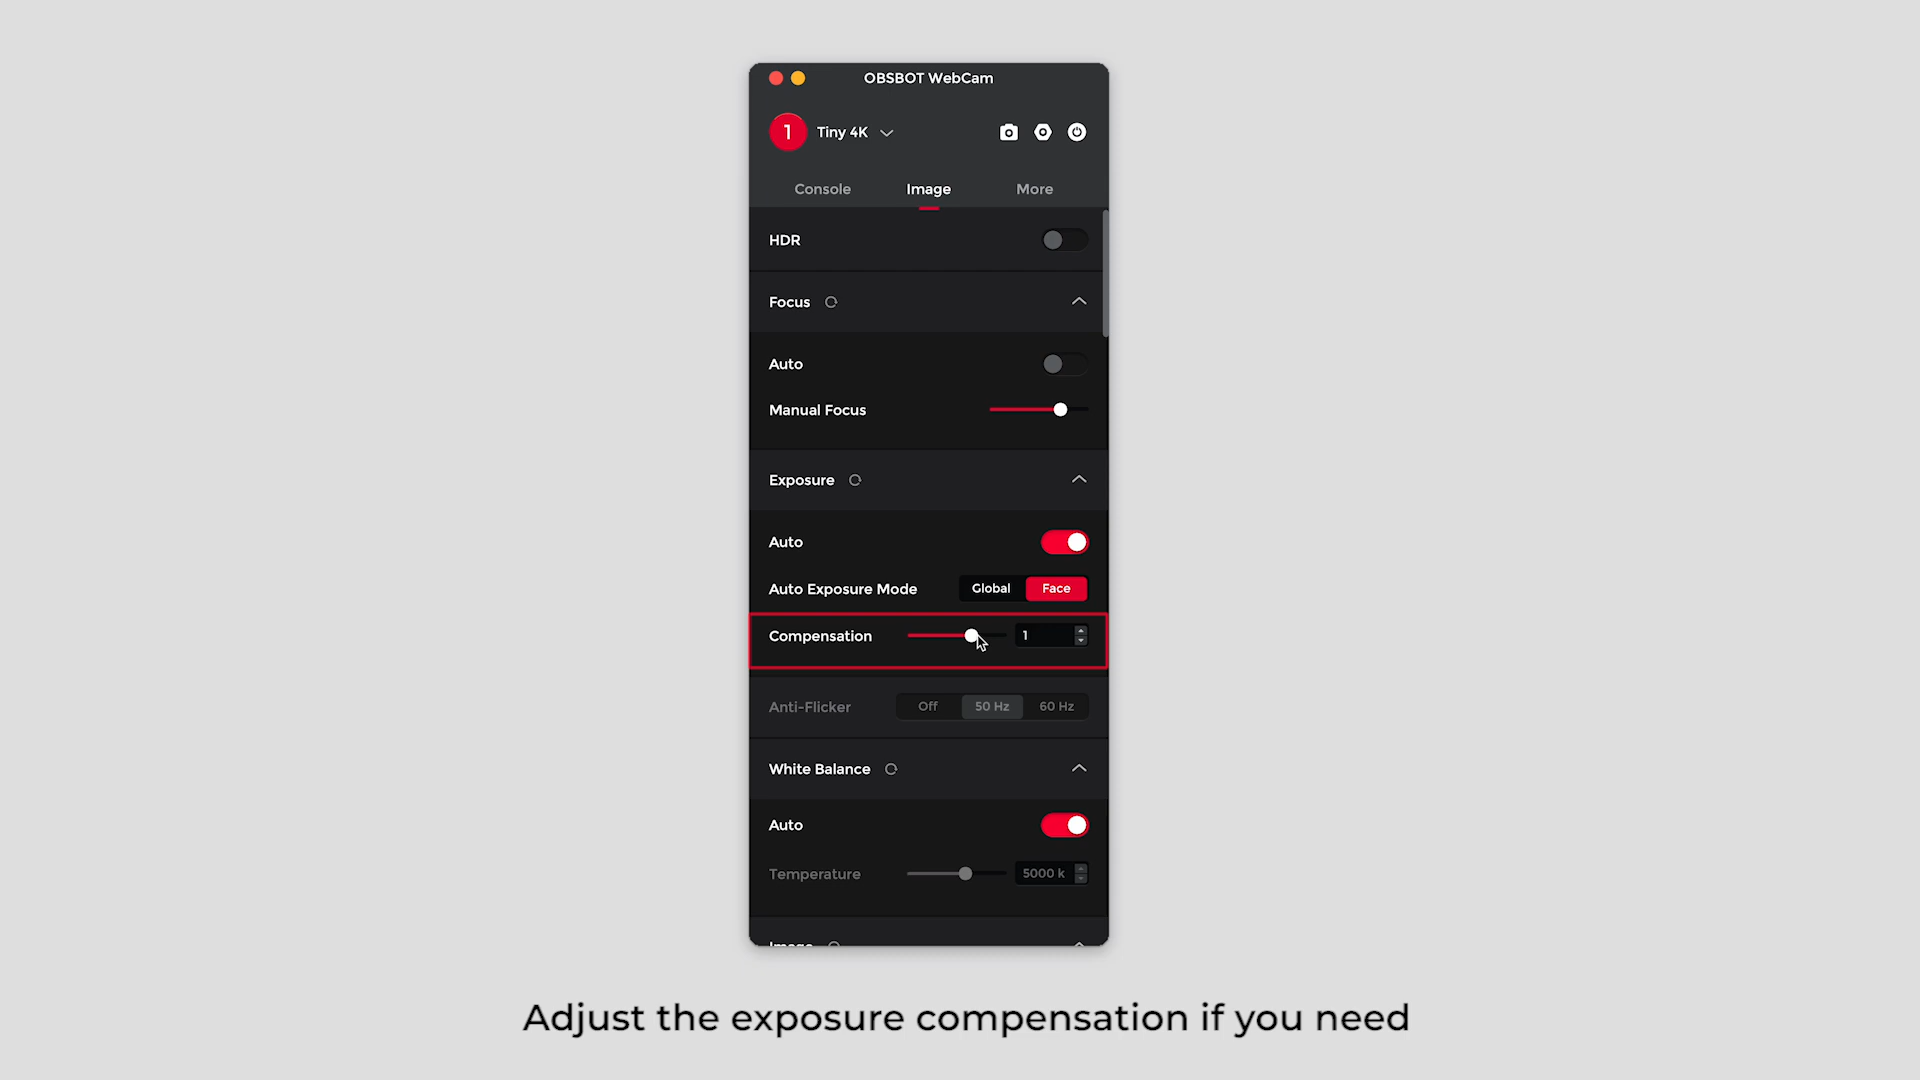 OBSBOT WebCam
1 Tiny 4K
Console Image More
HDR
Focus
Auto
Manual Focus
Exposure
Auto
Auto Exposure Mode Global Face
Compensation 1
Anti-Flicker Off 50 Hz 60 Hz
White Balance
Auto
Temperature 5000 k
Image
Adjust the exposure compensation if you need